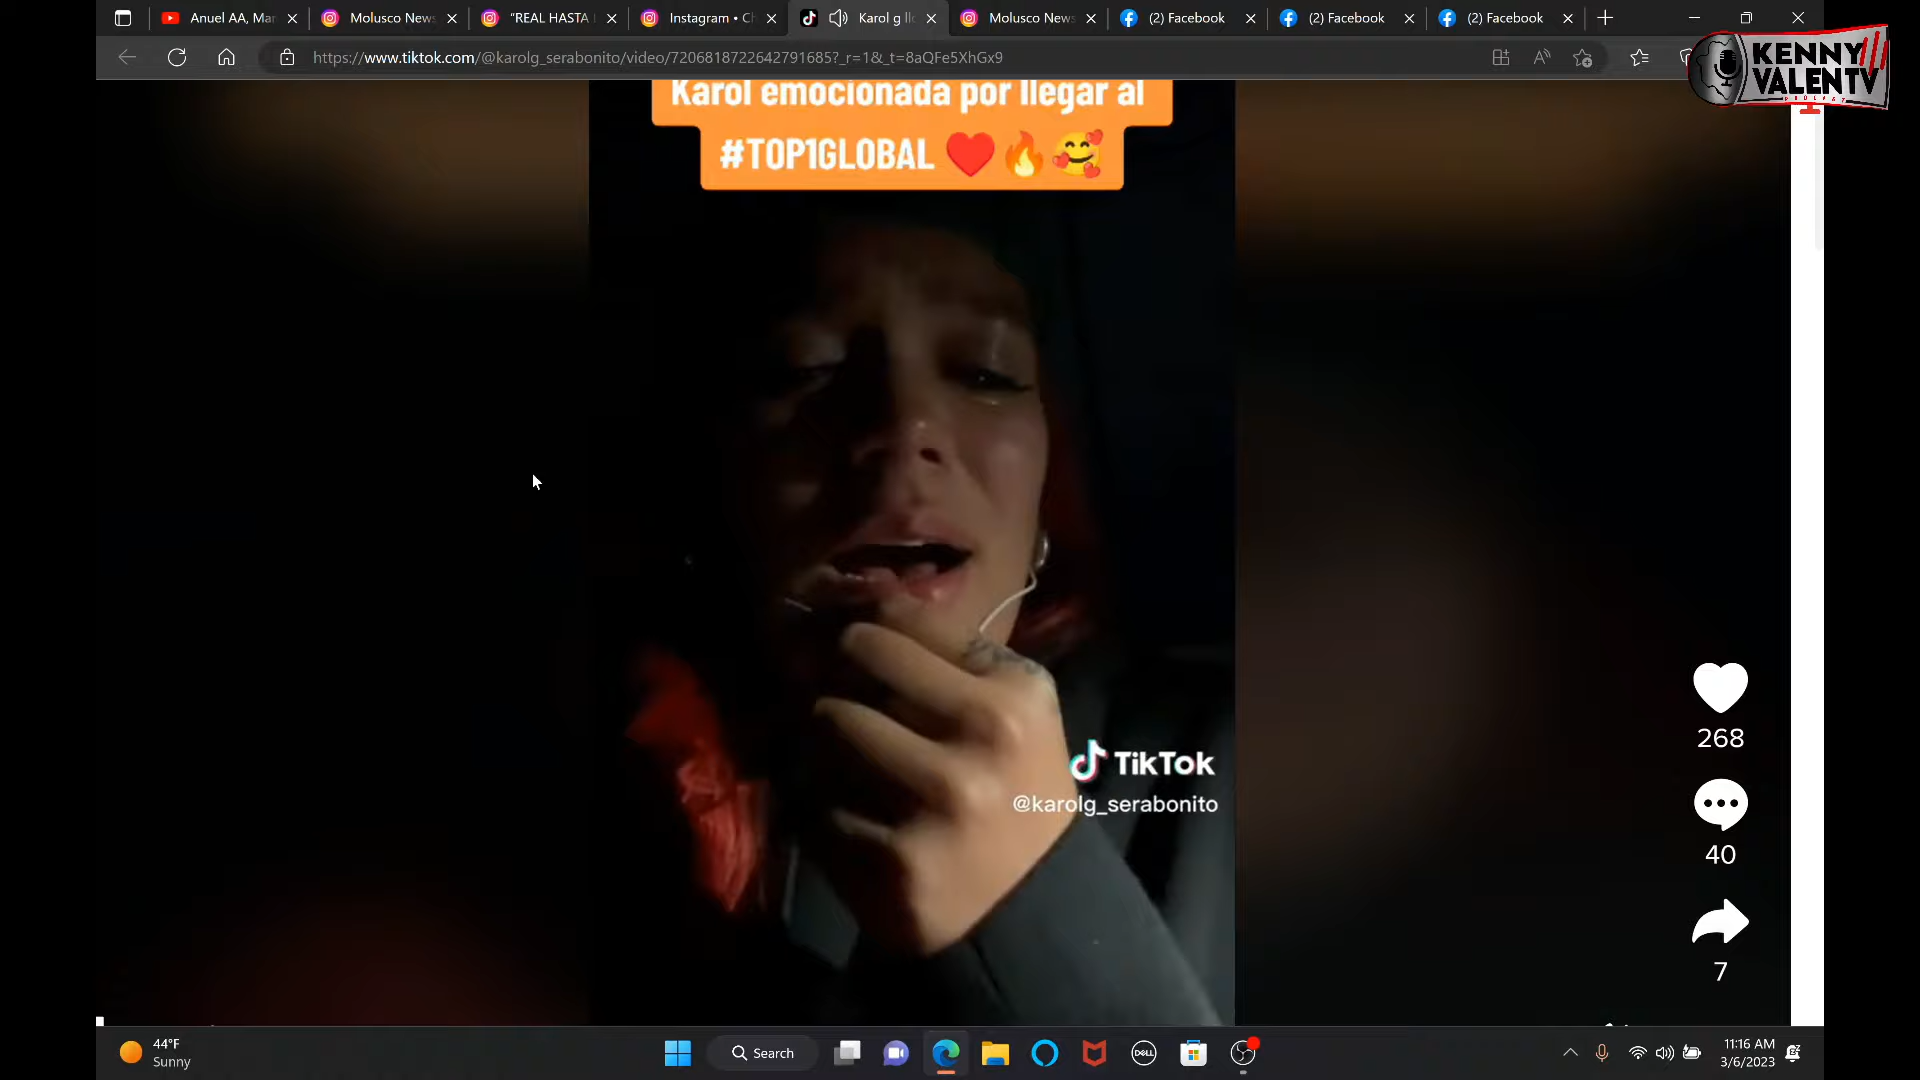 Anuel AA, Mar
Molusco News
"REAL HASTA
Instagram • C
Karol g ll
Molusco News
(2) Facebook
(2) Facebook
(2) Facebook
https://www.tiktok.com/@karolg_serabonito/video/7206818722642791685?_r=1&_t=8aQFe5XhGx9
KENNY
VALENTV
PODCAST
Karol emocionada por llegar al
#TOP1GLOBAL ❤️🔥🥰
TikTok
@karolg_serabonito
268
40
7
44°F
Sunny
Search
DELL
11:16 AM
3/6/2023